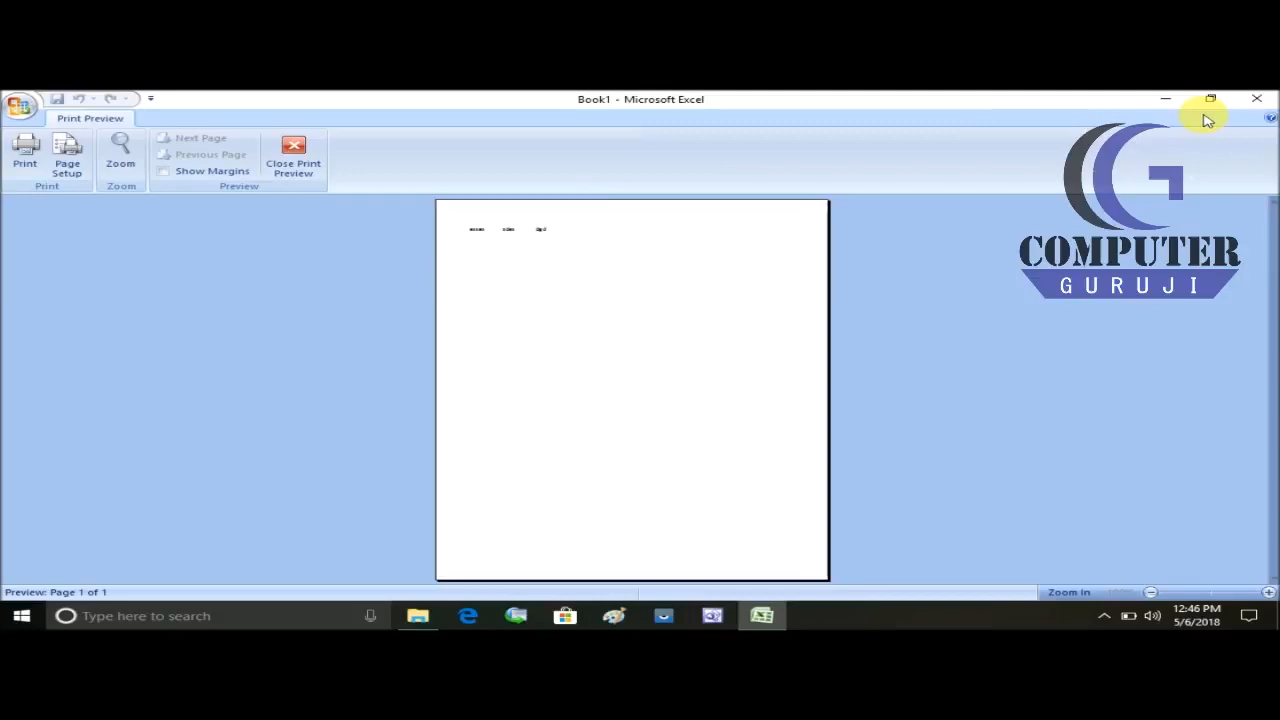 Book1 - Microsoft Excel
Print Preview
Print
Page Setup
Zoom
Next Page
Previous Page
Show Margins
Close Print Preview
Print
Zoom
Preview
COMPUTER
GURUJI
Preview: Page 1 of 1
Zoom In
Type here to search
12:46 PM
5/6/2018